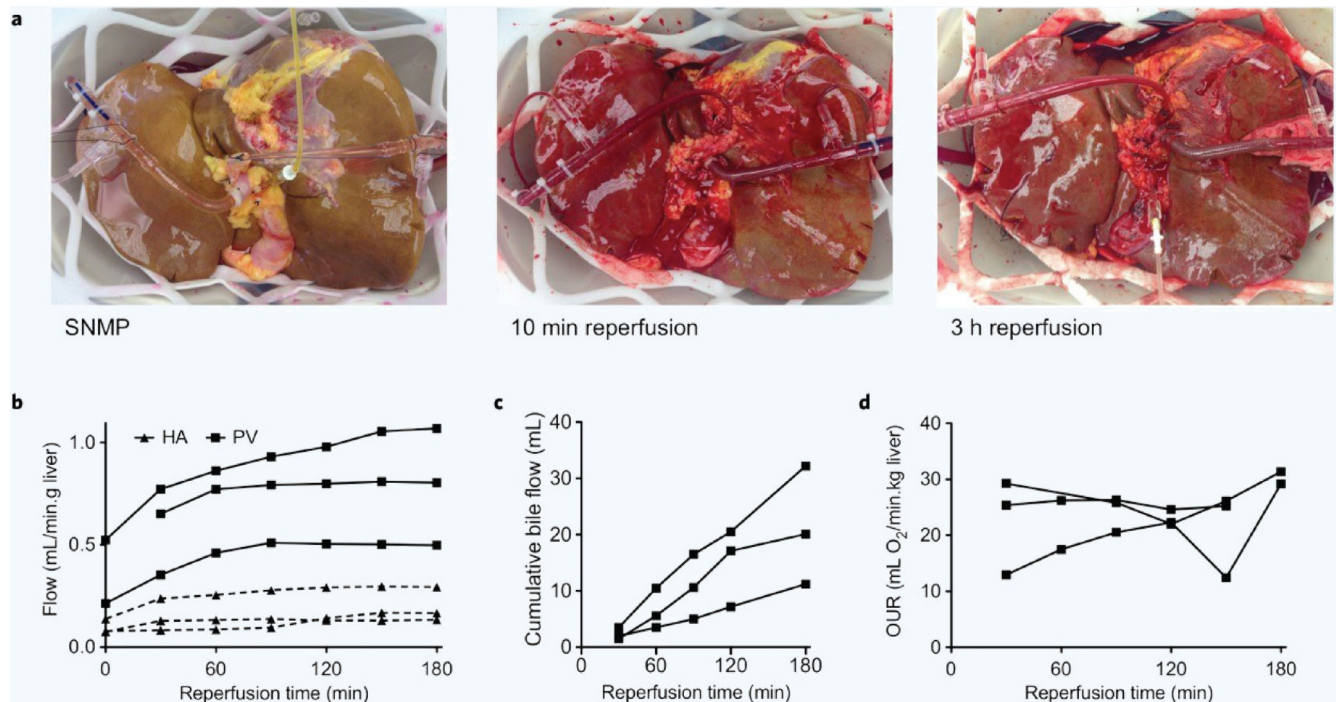 a
SNMP
10 min reperfusion
3 h reperfusion
b
Flow (mL/min.g liver)
1.0
0.5
0.0
HA
PV
0
60
120
180
Reperfusion time (min)
c
Cumulative bile flow (mL)
40
30
20
10
0
0
60
120
180
Reperfusion time (min)
d
OUR (mL O₂/min.kg liver)
40
30
20
10
0
0
60
120
180
Reperfusion time (min)